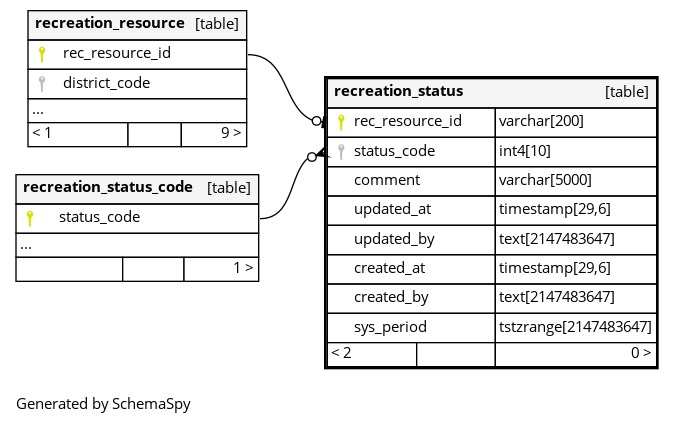 recreation_resource [table]
rec_resource_id
district_code
...
< 1 9 >
recreation_status_code [table]
status_code
...
1 >
recreation_status [table]
rec_resource_id varchar[200]
status_code int4[10]
comment varchar[5000]
updated_at timestamp[29,6]
updated_by text[2147483647]
created_at timestamp[29,6]
created_by text[2147483647]
sys_period tstzrange[2147483647]
< 2 0 >
Generated by SchemaSpy